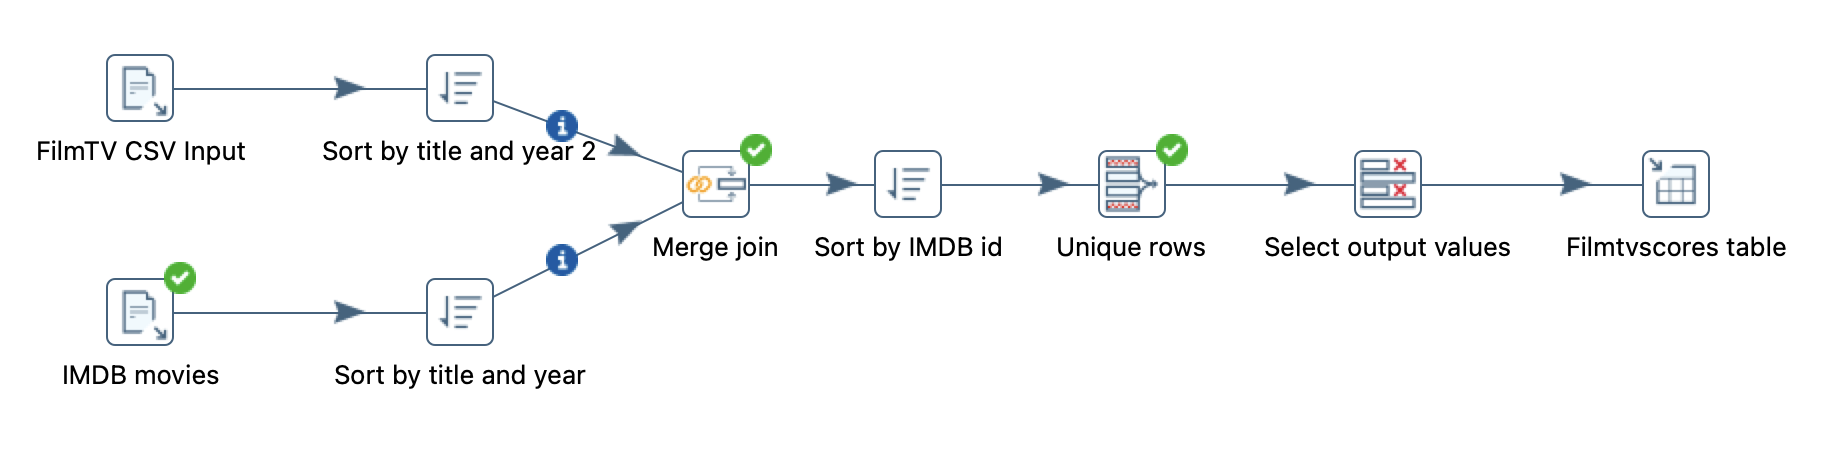 FilmTV CSV Input
Sort by title and year 2
Merge join
Sort by IMDB id
Unique rows
Select output values
Filmtvscores table
IMDB movies
Sort by title and year